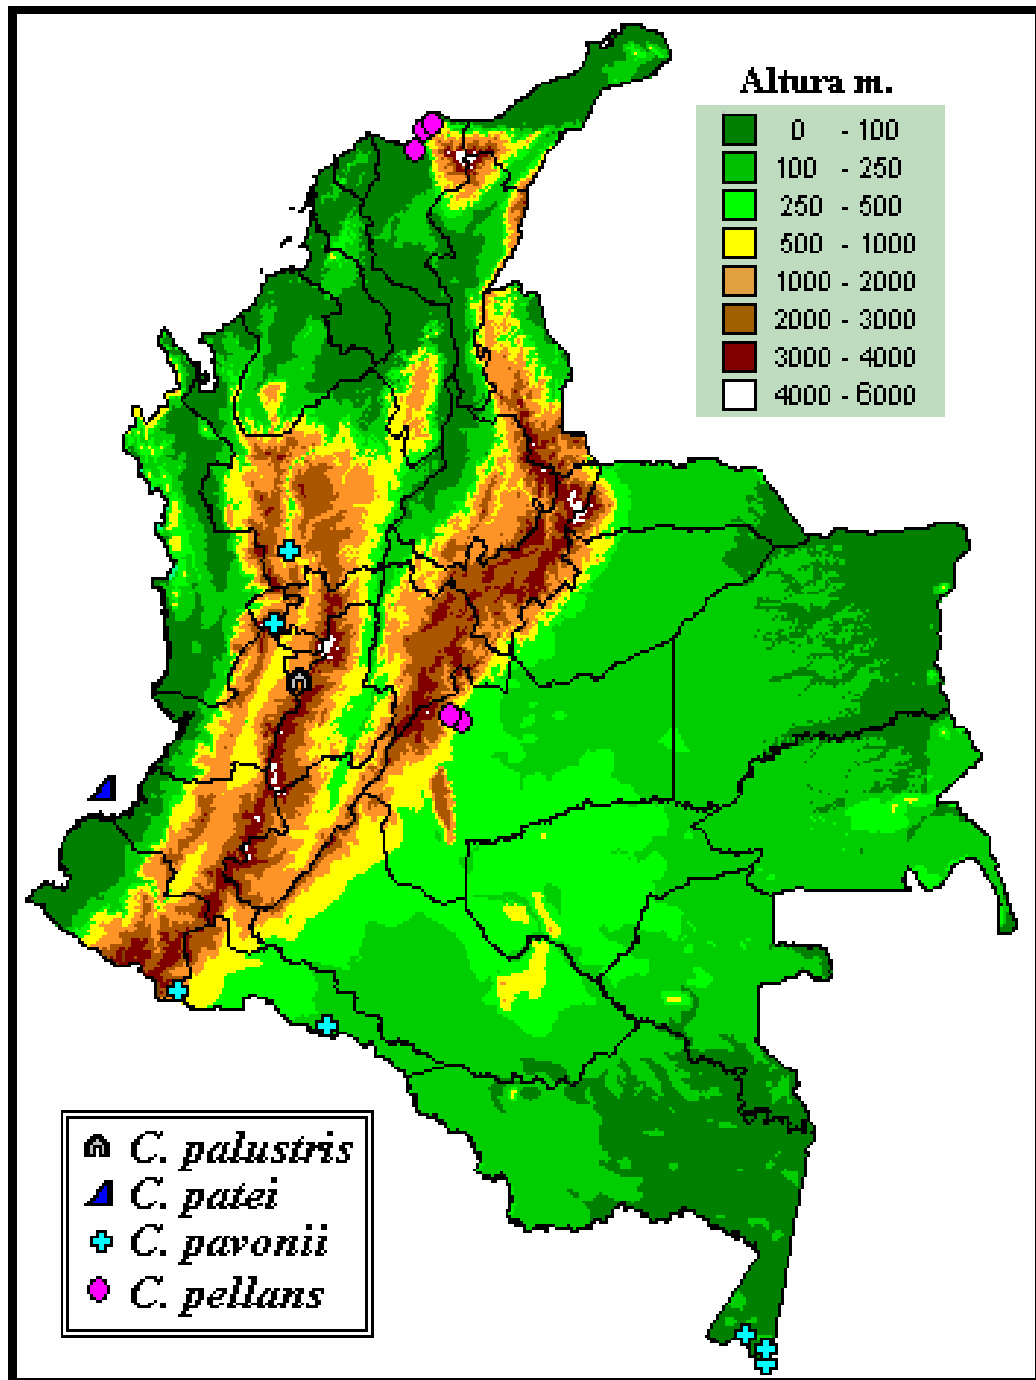 Altura m.
0 - 100
100 - 250
250 - 500
500 - 1000
1000 - 2000
2000 - 3000
3000 - 4000
4000 - 6000
C. palustris
C. patei
C. pavonii
C. pellans